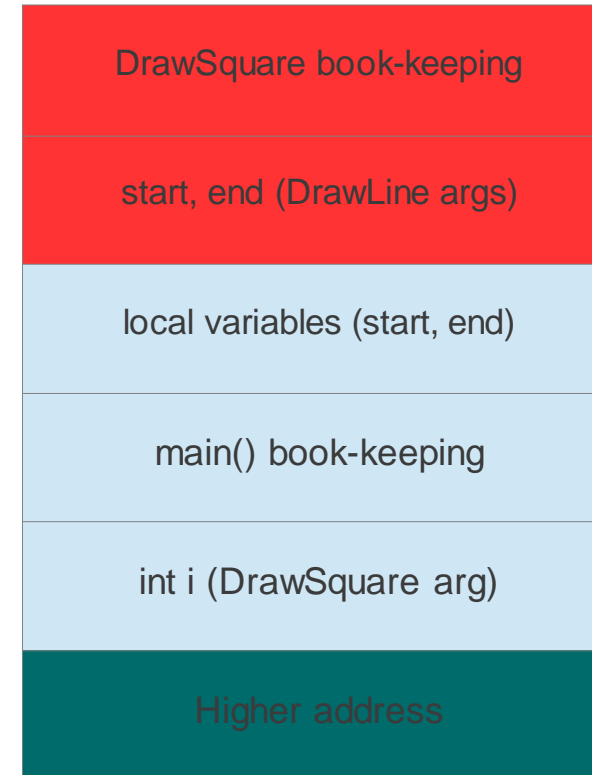 DrawSquare book-keeping
start, end (DrawLine args)
local variables (start, end)
main() book-keeping
int i (DrawSquare arg)
Higher address